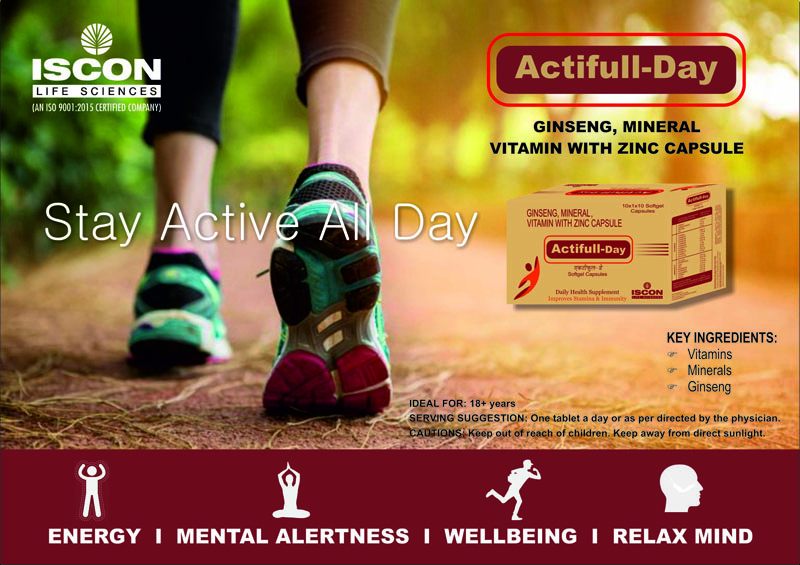 ISCON
LIFE SCIENCES
(AN ISO 9001:2015 CERTIFIED COMPANY)
Actifull-Day
GINSENG, MINERAL
VITAMIN WITH ZINC CAPSULE
Stay Active All Day
10x1x10 Softgel
Capsules
GINSENG, MINERAL,
VITAMIN WITH ZINC CAPSULE
Actifull-Day
एक्टीफुल-डे
Softgel Capsules
Daily Health Supplement
Improves Stamina & Immunity
ISCON
LIFE SCIENCES
KEY INGREDIENTS:
Vitamins
Minerals
Ginseng
IDEAL FOR: 18+ years
SERVING SUGGESTION: One tablet a day or as per directed by the physician.
CAUTIONS: Keep out of reach of children. Keep away from direct sunlight.
ENERGY I MENTAL ALERTNESS I WELLBEING I RELAX MIND